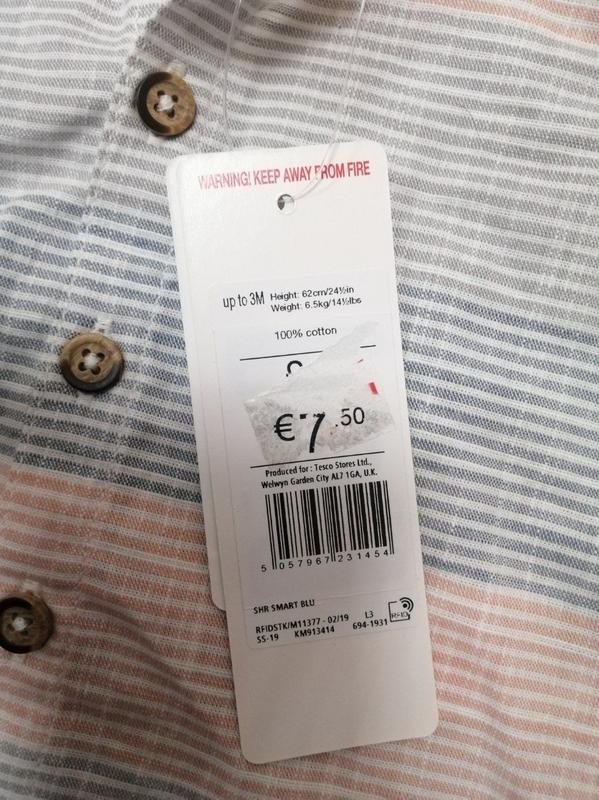 WARNING! KEEP AWAY FROM FIRE
up to 3M Height: 62cm/24½in
Weight: 6.5kg/14½lbs
100% cotton
€7.50
Produced for : Tesco Stores Ltd.,
Welwyn Garden City AL7 1GA, U.K.
5 057967 231454
SHR SMART BLU
RFIDSTK/M11377 - 02/19 L3
SS-19 KM913414 694-1931
RFID